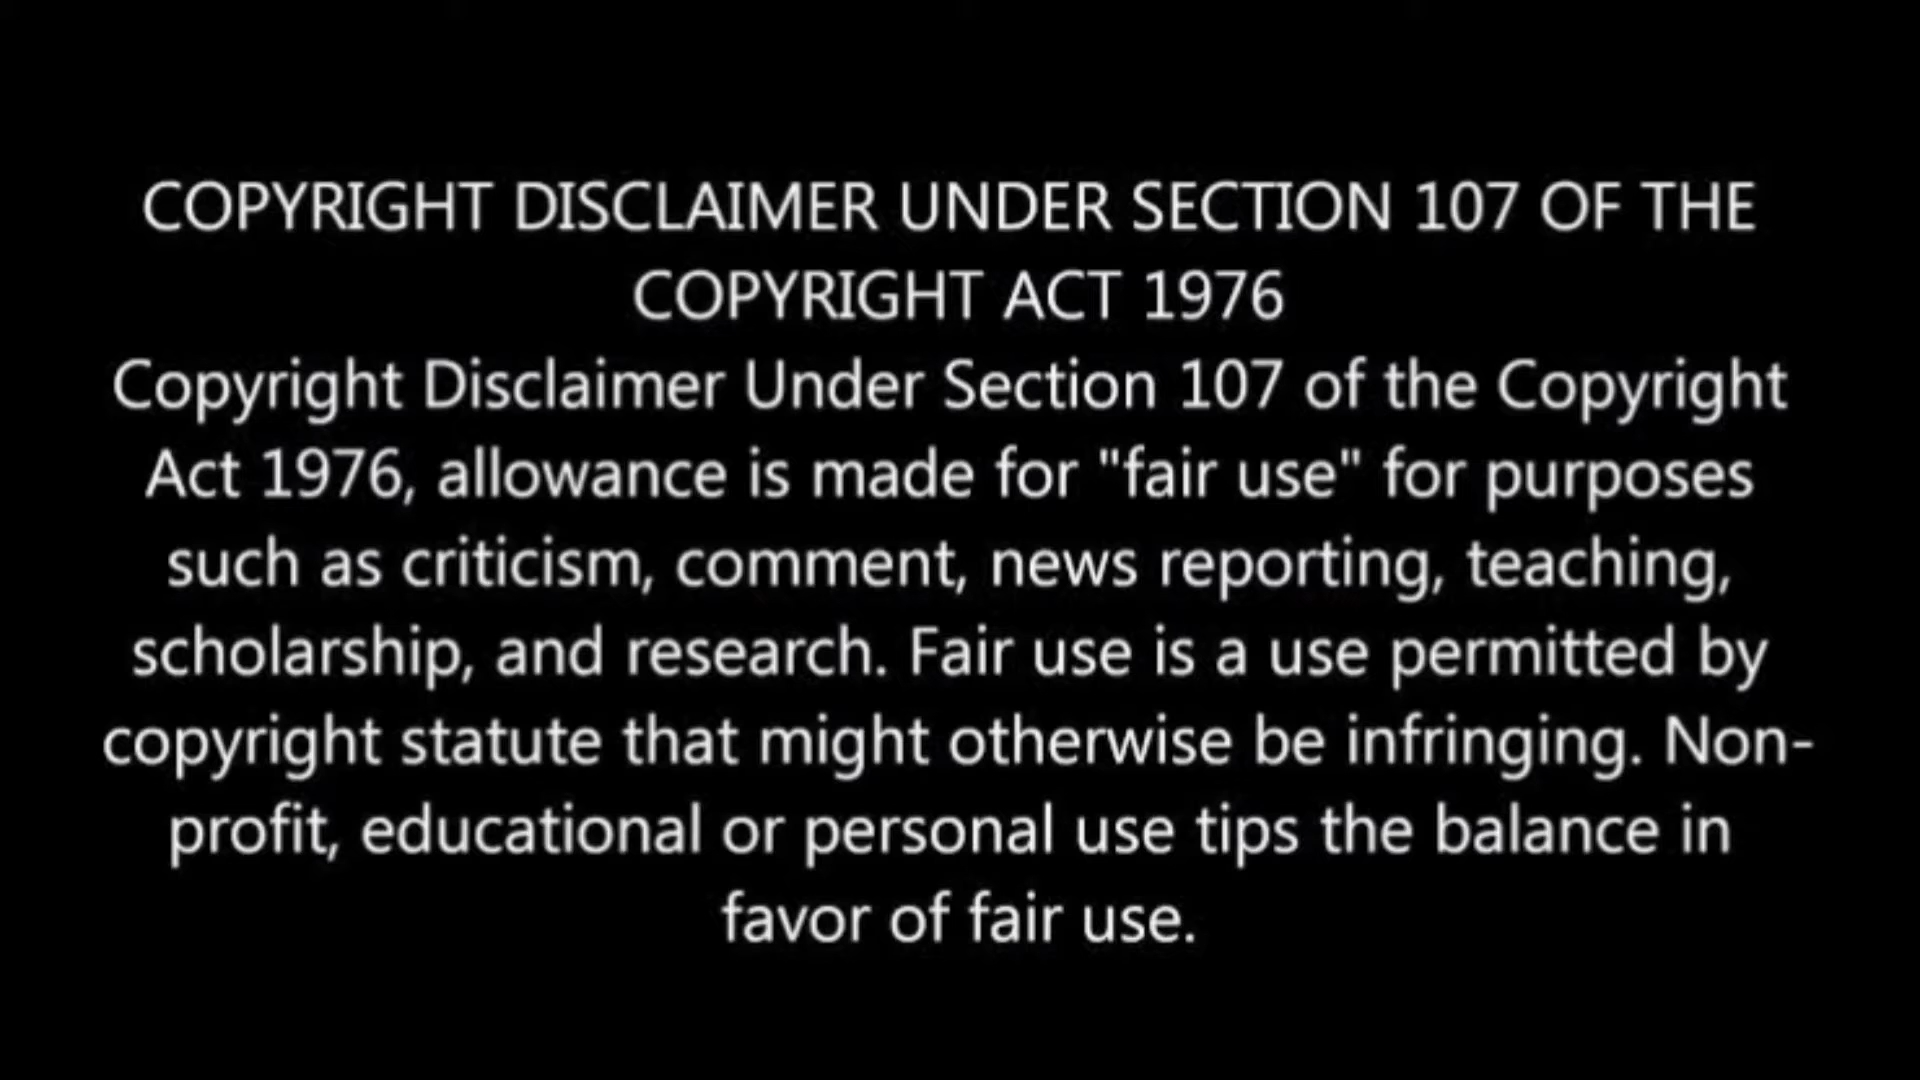 COPYRIGHT DISCLAIMER UNDER SECTION 107 OF THE
COPYRIGHT ACT 1976
Copyright Disclaimer Under Section 107 of the Copyright
Act 1976, allowance is made for "fair use" for purposes
such as criticism, comment, news reporting, teaching,
scholarship, and research. Fair use is a use permitted by
copyright statute that might otherwise be infringing. Non-
profit, educational or personal use tips the balance in
favor of fair use.